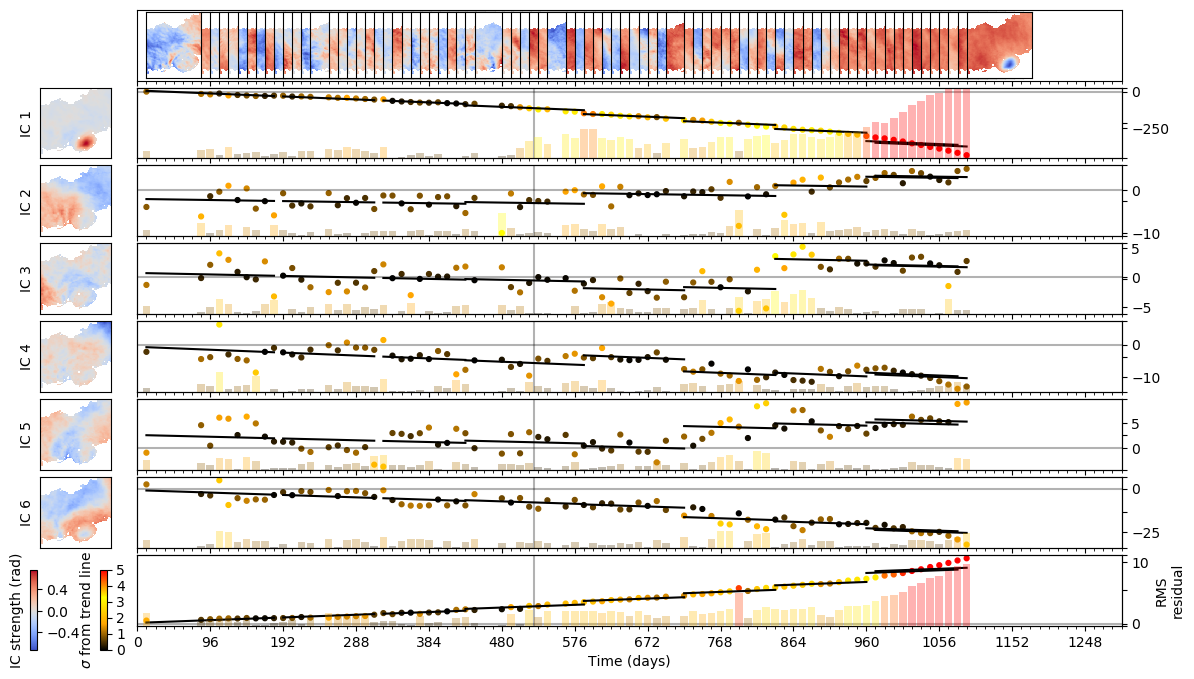 IC 1
0
−250
IC 2
0
−10
IC 3
5
0
−5
IC 4
0
−10
IC 5
5
0
IC 6
0
−25
IC strength (rad)
0.4
0.0
−0.4
σ from trend line
5
4
3
2
1
0
10
0
RMS
residual
0 96 192 288 384 480 576 672 768 864 960 1056 1152 1248
Time (days)